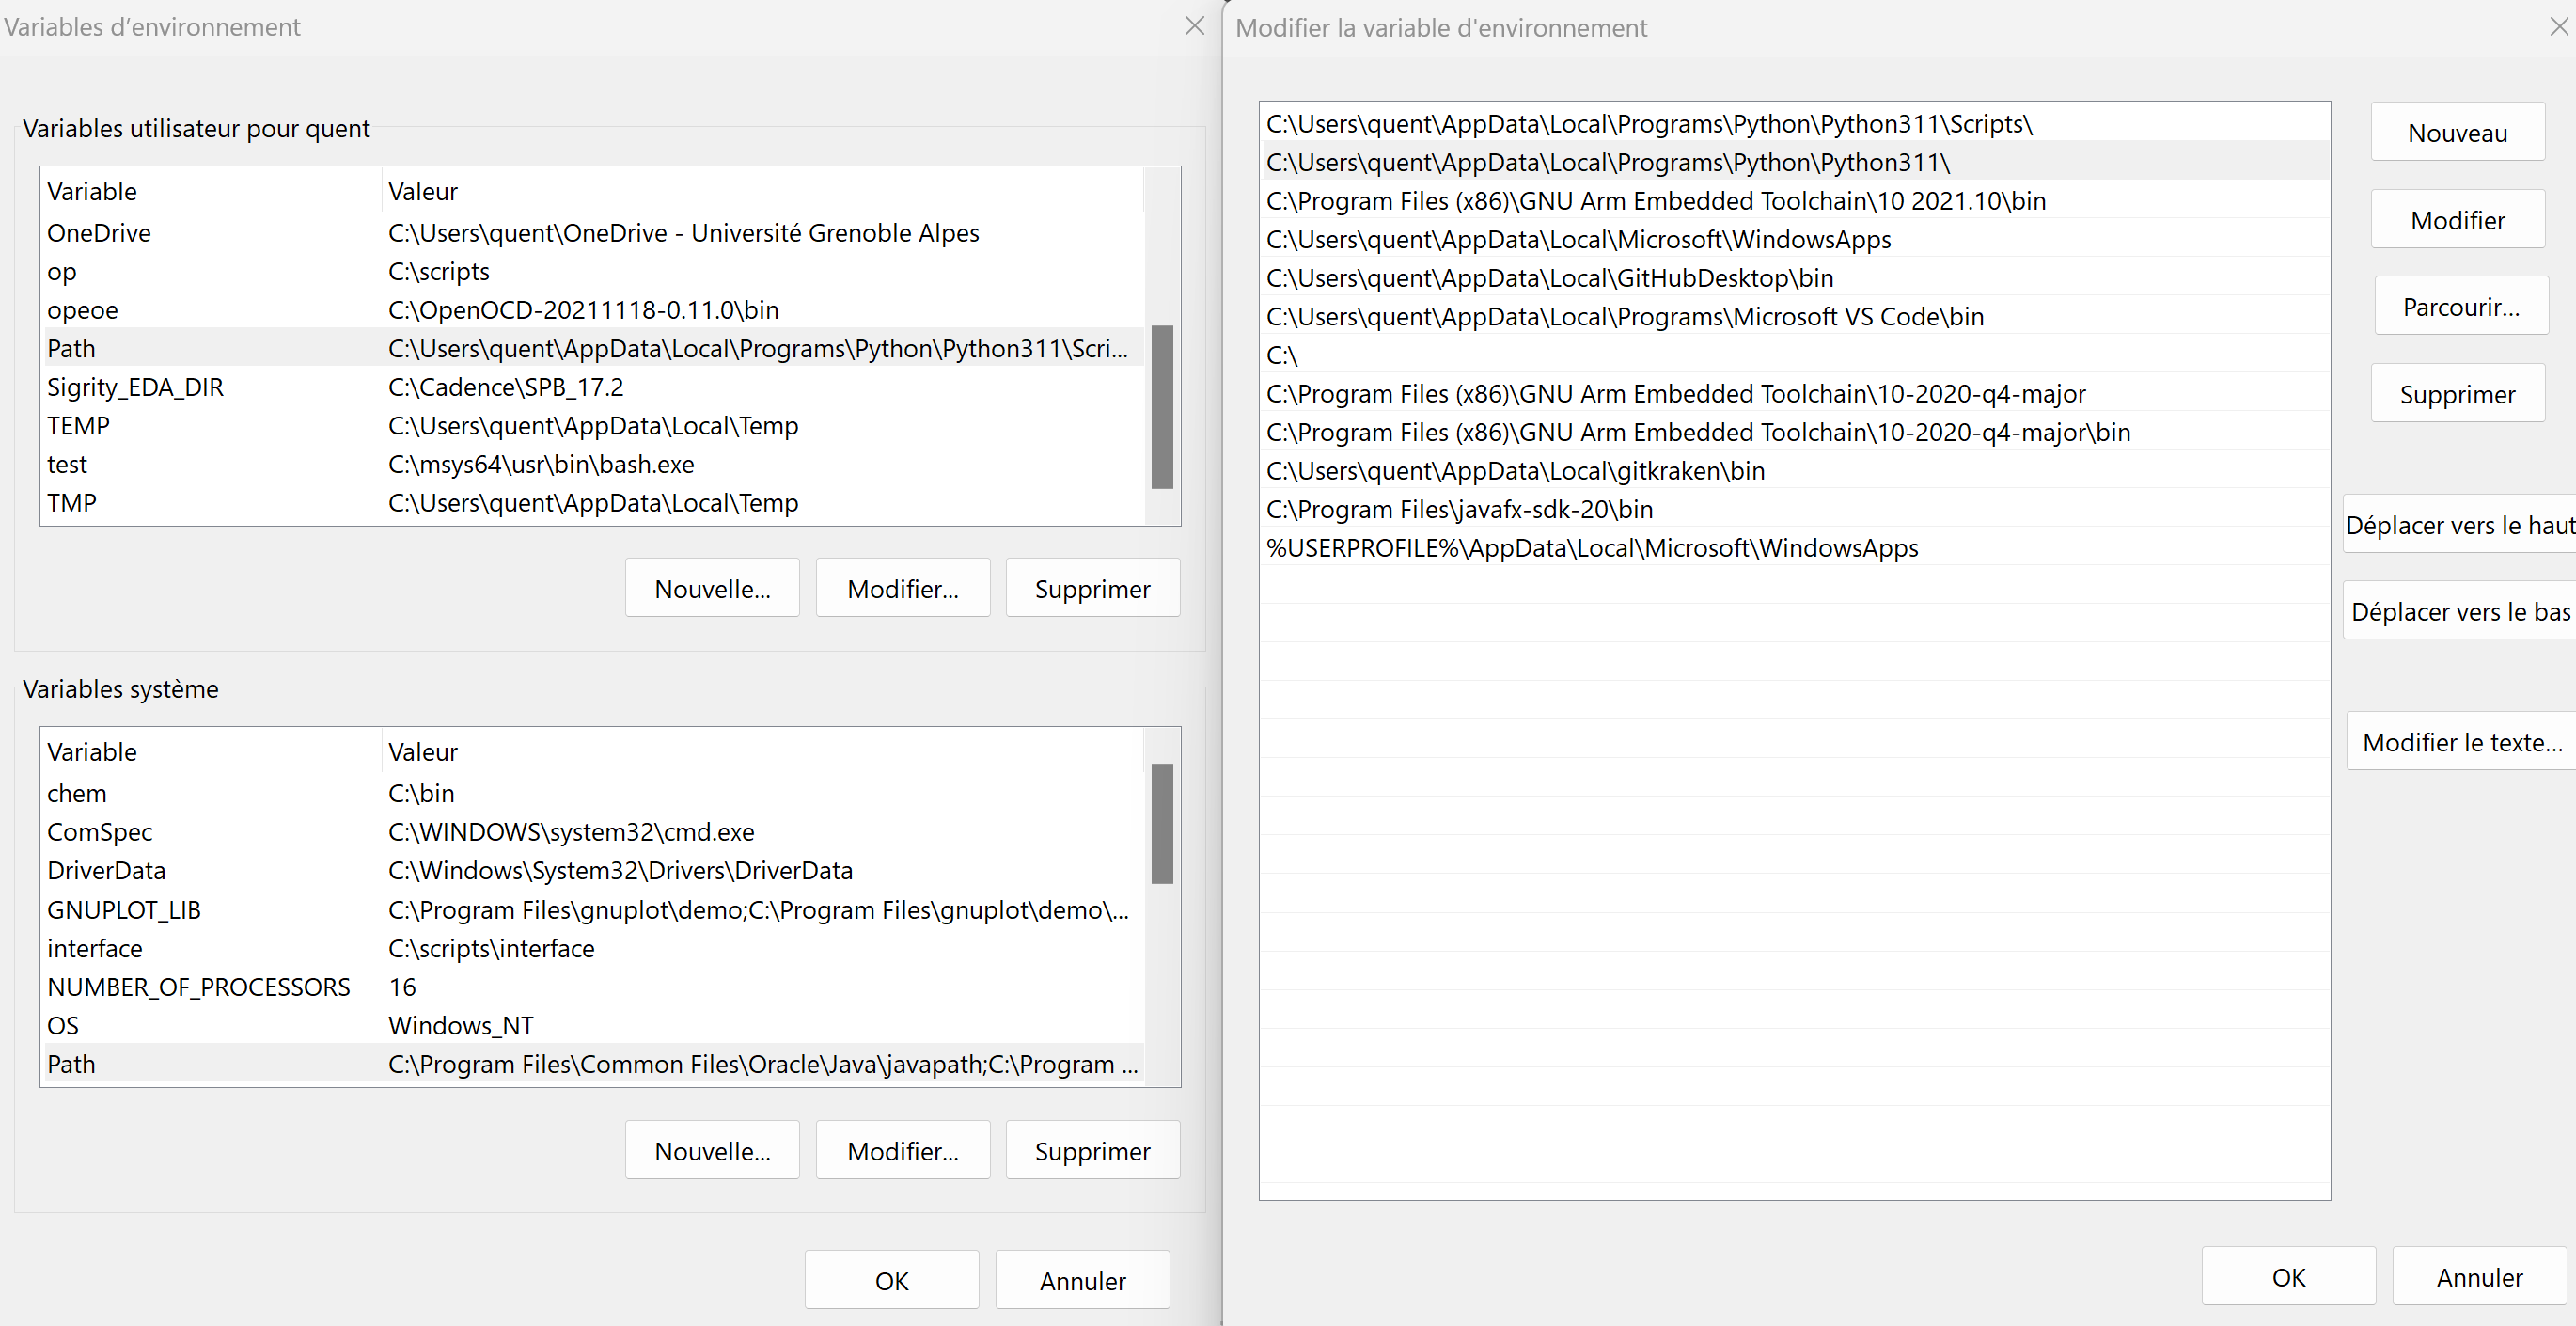 Variables d’environnement
Variables utilisateur pour quent
Variable Valeur
OneDrive C:\Users\quent\OneDrive - Université Grenoble Alpes
op C:\scripts
opeoe C:\OpenOCD-20211118-0.11.0\bin
Path C:\Users\quent\AppData\Local\Programs\Python\Python311\Scri...
Sigrity_EDA_DIR C:\Cadence\SPB_17.2
TEMP C:\Users\quent\AppData\Local\Temp
test C:\msys64\usr\bin\bash.exe
TMP C:\Users\quent\AppData\Local\Temp
Nouvelle... Modifier... Supprimer
Variables système
Variable Valeur
chem C:\bin
ComSpec C:\WINDOWS\system32\cmd.exe
DriverData C:\Windows\System32\Drivers\DriverData
GNUPLOT_LIB C:\Program Files\gnuplot\demo;C:\Program Files\gnuplot\demo\...
interface C:\scripts\interface
NUMBER_OF_PROCESSORS 16
OS Windows_NT
Path C:\Program Files\Common Files\Oracle\Java\javapath;C:\Program ...
Nouvelle... Modifier... Supprimer
OK Annuler
Modifier la variable d'environnement
C:\Users\quent\AppData\Local\Programs\Python\Python311\Scripts\
C:\Users\quent\AppData\Local\Programs\Python\Python311\
C:\Program Files (x86)\GNU Arm Embedded Toolchain\10 2021.10\bin
C:\Users\quent\AppData\Local\Microsoft\WindowsApps
C:\Users\quent\AppData\Local\GitHubDesktop\bin
C:\Users\quent\AppData\Local\Programs\Microsoft VS Code\bin
C:\
C:\Program Files (x86)\GNU Arm Embedded Toolchain\10-2020-q4-major
C:\Program Files (x86)\GNU Arm Embedded Toolchain\10-2020-q4-major\bin
C:\Users\quent\AppData\Local\gitkraken\bin
C:\Program Files\javafx-sdk-20\bin
%USERPROFILE%\AppData\Local\Microsoft\WindowsApps
Nouveau
Modifier
Parcourir...
Supprimer
Déplacer vers le haut
Déplacer vers le bas
Modifier le texte...
OK Annuler